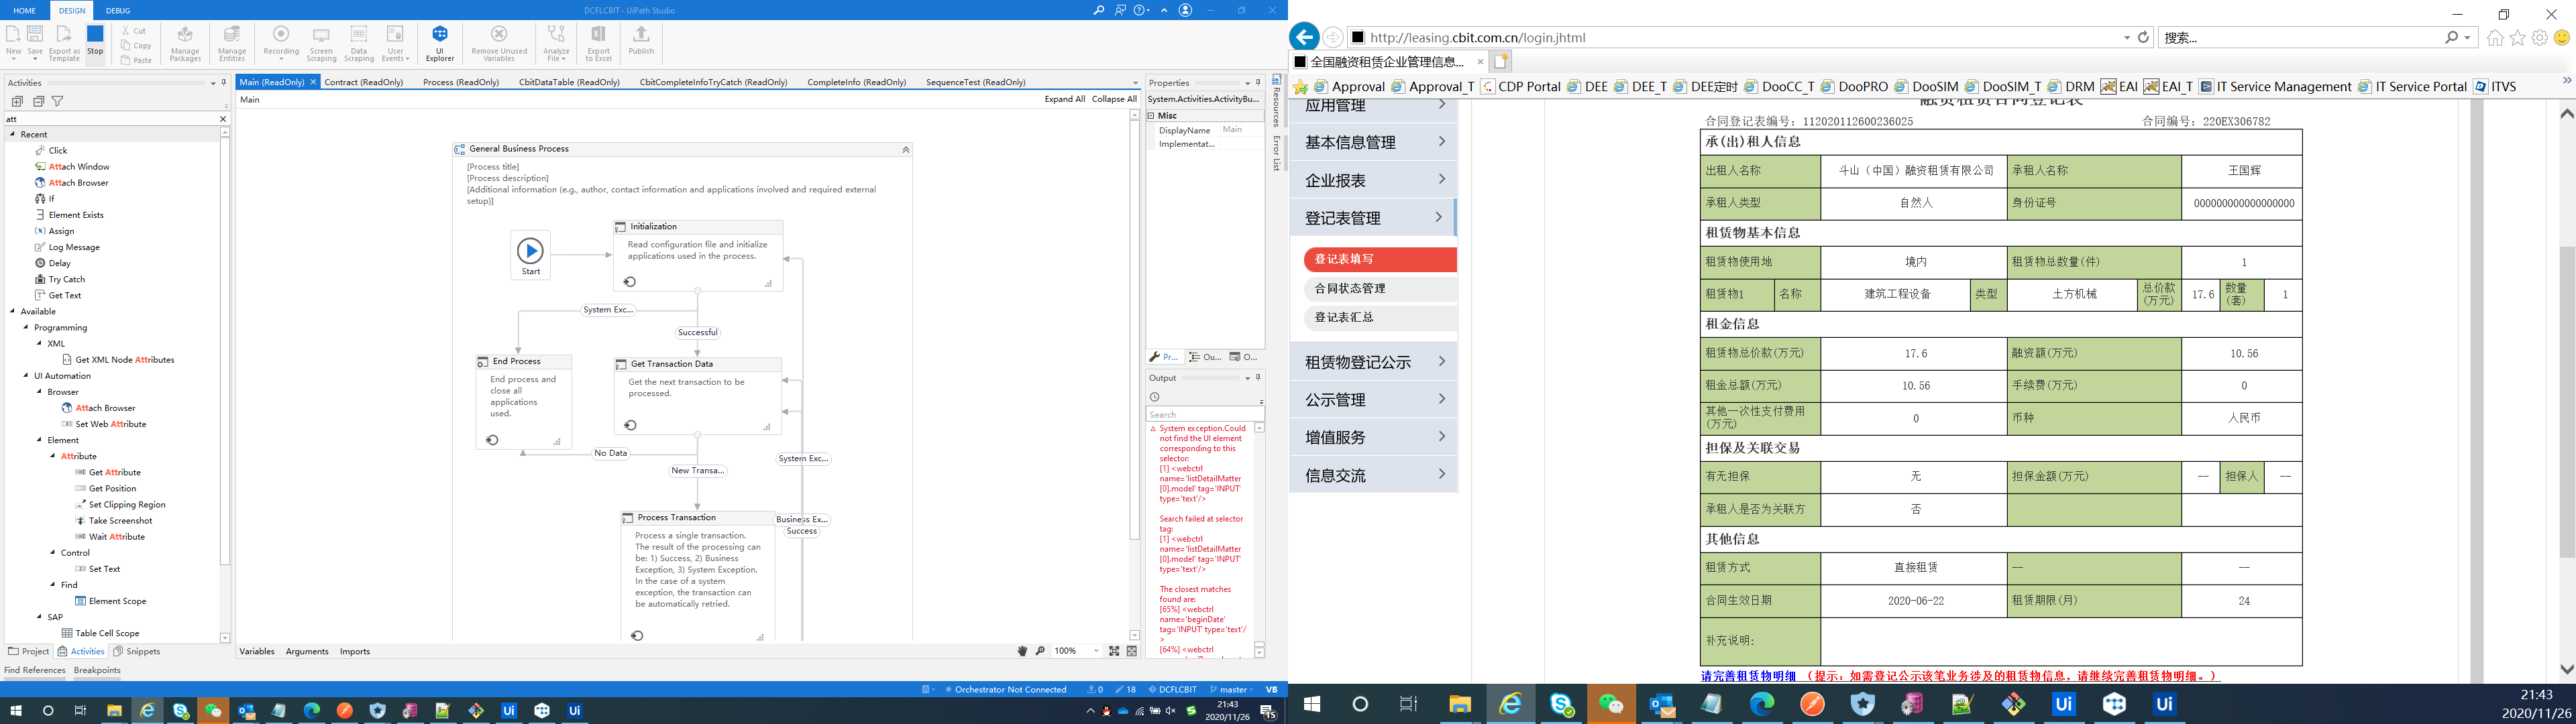 HOME
DESIGN
DEBUG
DCFLCBIT - UiPath Studio
New
Save
Export as Template
Stop
Cut
Copy
Paste
Manage Packages
Manage Entities
Recording
Screen Scraping
Data Scraping
User Events
UI Explorer
Remove Unused Variables
Analyze File
Export to Excel
Publish
Activities
att
Recent
Click
Attach Window
Attach Browser
If
Element Exists
Assign
Log Message
Delay
Try Catch
Get Text
Available
Programming
XML
Get XML Node Attributes
UI Automation
Browser
Attach Browser
Set Web Attribute
Element
Attribute
Get Attribute
Get Position
Set Clipping Region
Take Screenshot
Wait Attribute
Control
Set Text
Find
Element Scope
SAP
Table Cell Scope
Project
Activities
Snippets
Find References
Breakpoints
Main (ReadOnly)
Contract (ReadOnly)
Process (ReadOnly)
CbitDataTable (ReadOnly)
CbitCompleteInfoTryCatch (ReadOnly)
CompleteInfo (ReadOnly)
SequenceTest (ReadOnly)
Main
Expand All
Collapse All
General Business Process
[Process title]
[Process description]
[Additional information (e.g., author, contact information and applications involved and required external
setup)]
Start
Initialization
Read configuration file and initialize
applications used in the process.
System Exc...
Successful
End Process
End process and
close all
applications
used.
Get Transaction Data
Get the next transaction to be
processed.
No Data
New Transa...
System Exc...
Process Transaction
Process a single transaction.
The result of the processing can
be: 1) Success, 2) Business
Exception, 3) System Exception.
In the case of a system
exception, the transaction can
be automatically retried.
Business Ex...
Success
Variables
Arguments
Imports
100%
Properties
System.Activities.ActivityBu...
Misc
DisplayName
Main
Implementat...
Pr...
Ou...
O...
Resources
Error List
Output
Search
System exception.Could
not find the UI element
corresponding to this
selector:
[1] <webctrl
name='listDetailMatter
[0].model' tag='INPUT'
type='text'/>
Search failed at selector
tag:
[1] <webctrl
name='listDetailMatter
[0].model' tag='INPUT'
type='text'/>
The closest matches
found are:
[65%] <webctrl
name='beginDate'
tag='INPUT' type='text'/
>
[64%] <webctrl
Orchestrator Not Connected
0
18
DCFLCBIT
master
VB
21:43
2020/11/26
15
http://leasing.cbit.com.cn/login.jhtml
搜索...
全国融资租赁企业管理信息...
Approval
Approval_T
CDP Portal
DEE
DEE_T
DEE定时
DooCC_T
DooPRO
DooSIM
DooSIM_T
DRM
EAI
EAI_T
IT Service Management
IT Service Portal
ITVS
应用管理
基本信息管理
企业报表
登记表管理
登记表填写
合同状态管理
登记表汇总
租赁物登记公示
公示管理
增值服务
信息交流
融资租赁合同登记表
合同登记表编号：112020112600236025
合同编号：220EX306782
承(出)租人信息
出租人名称
斗山（中国）融资租赁有限公司
承租人名称
王国辉
承租人类型
自然人
身份证号
000000000000000000
租赁物基本信息
租赁物使用地
境内
租赁物总数量(件)
1
租赁物1
名称
建筑工程设备
类型
土方机械
总价款(万元)
17.6
数量(套)
1
租金信息
租赁物总价款(万元)
17.6
融资额(万元)
10.56
租金总额(万元)
10.56
手续费(万元)
0
其他一次性支付费用(万元)
0
币种
人民币
担保及关联交易
有无担保
无
担保金额(万元)
--
担保人
--
承租人是否为关联方
否
其他信息
租赁方式
直接租赁
--
--
合同生效日期
2020-06-22
租赁期限(月)
24
补充说明:
请完善租赁物明细 （提示：如需登记公示该笔业务涉及的租赁物信息，请继续完善租赁物明细。）
21:43
2020/11/26